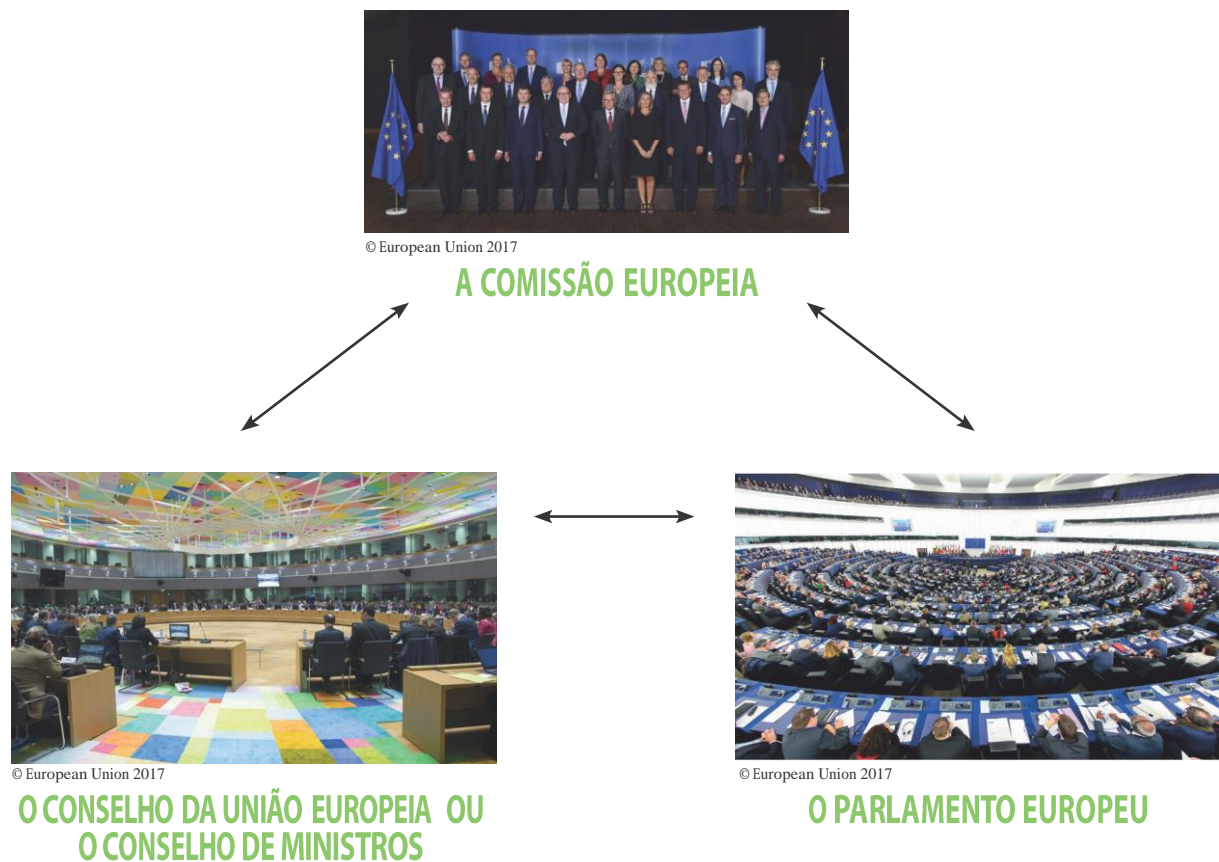 © European Union 2017
A COMISSÃO EUROPEIA
© European Union 2017
O CONSELHO DA UNIÃO EUROPEIA OU
O CONSELHO DE MINISTROS
© European Union 2017
O PARLAMENTO EUROPEU